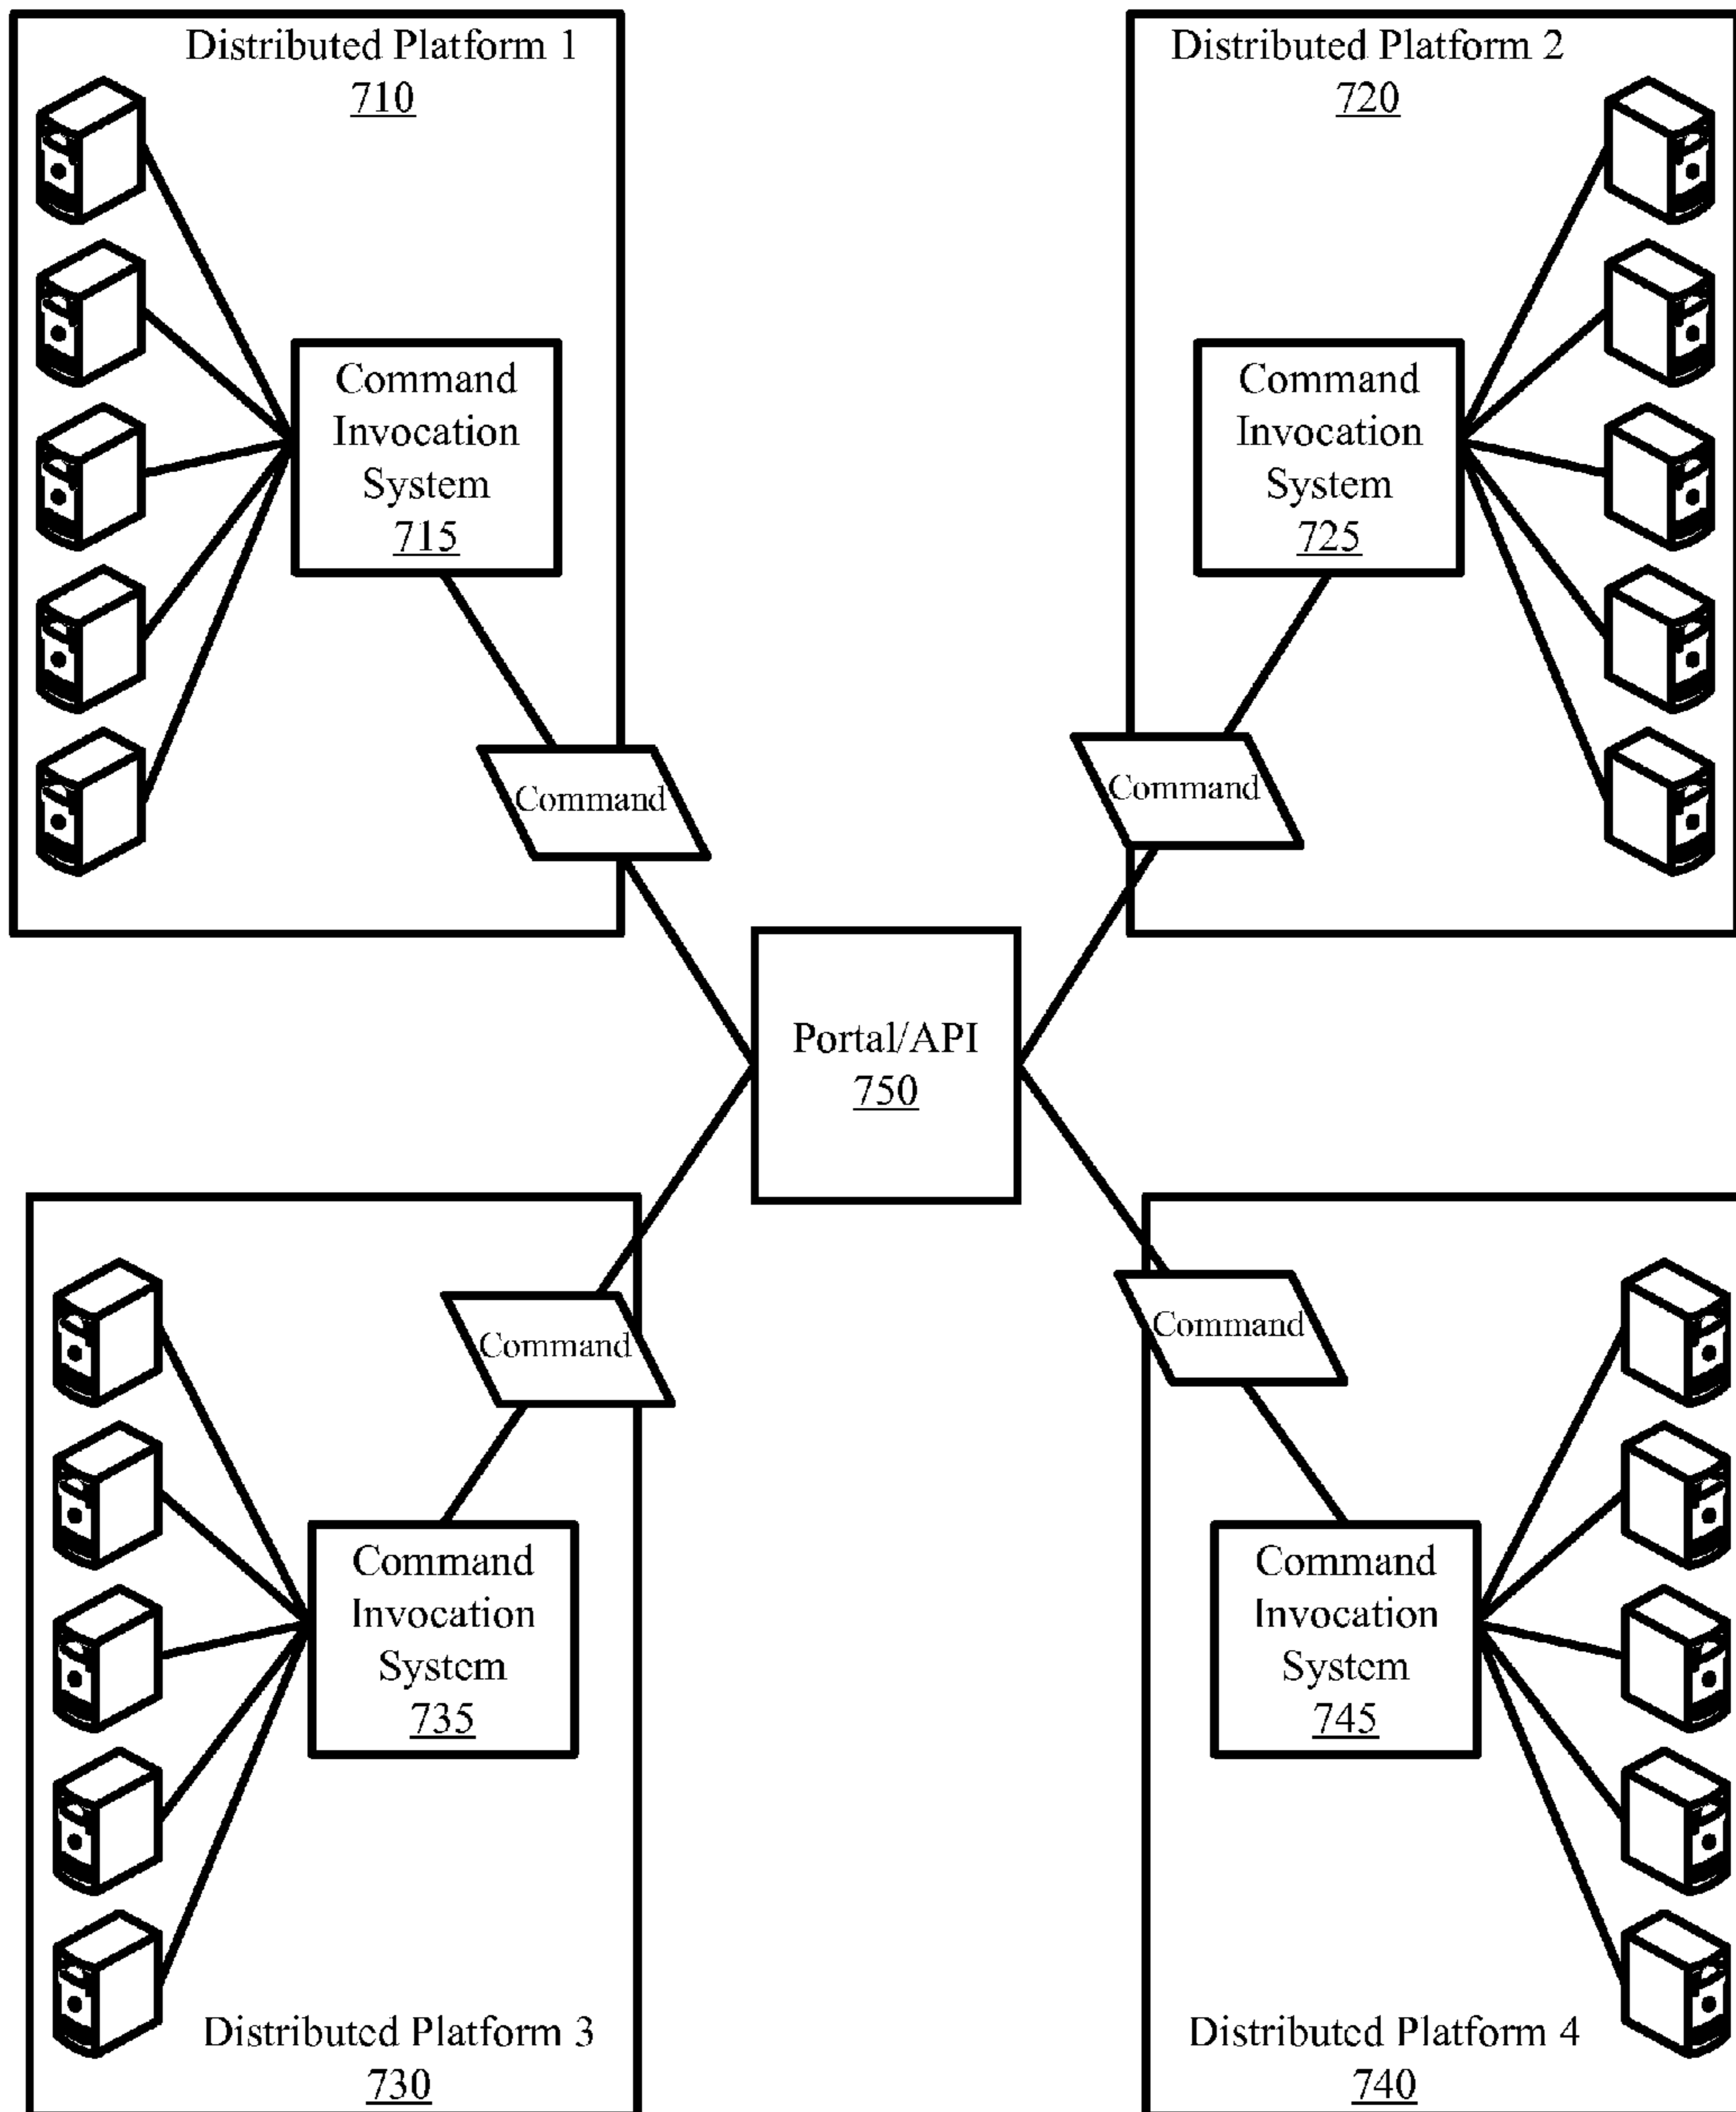 Distributed Platform 1
710
Distributed Platform 2
720
Command
Invocation
System
715
Command
Invocation
System
725
Command
Command
Portal/API
750
Command
Command
Command
Invocation
System
735
Command
Invocation
System
745
Distributed Platform 3
730
Distributed Platform 4
740